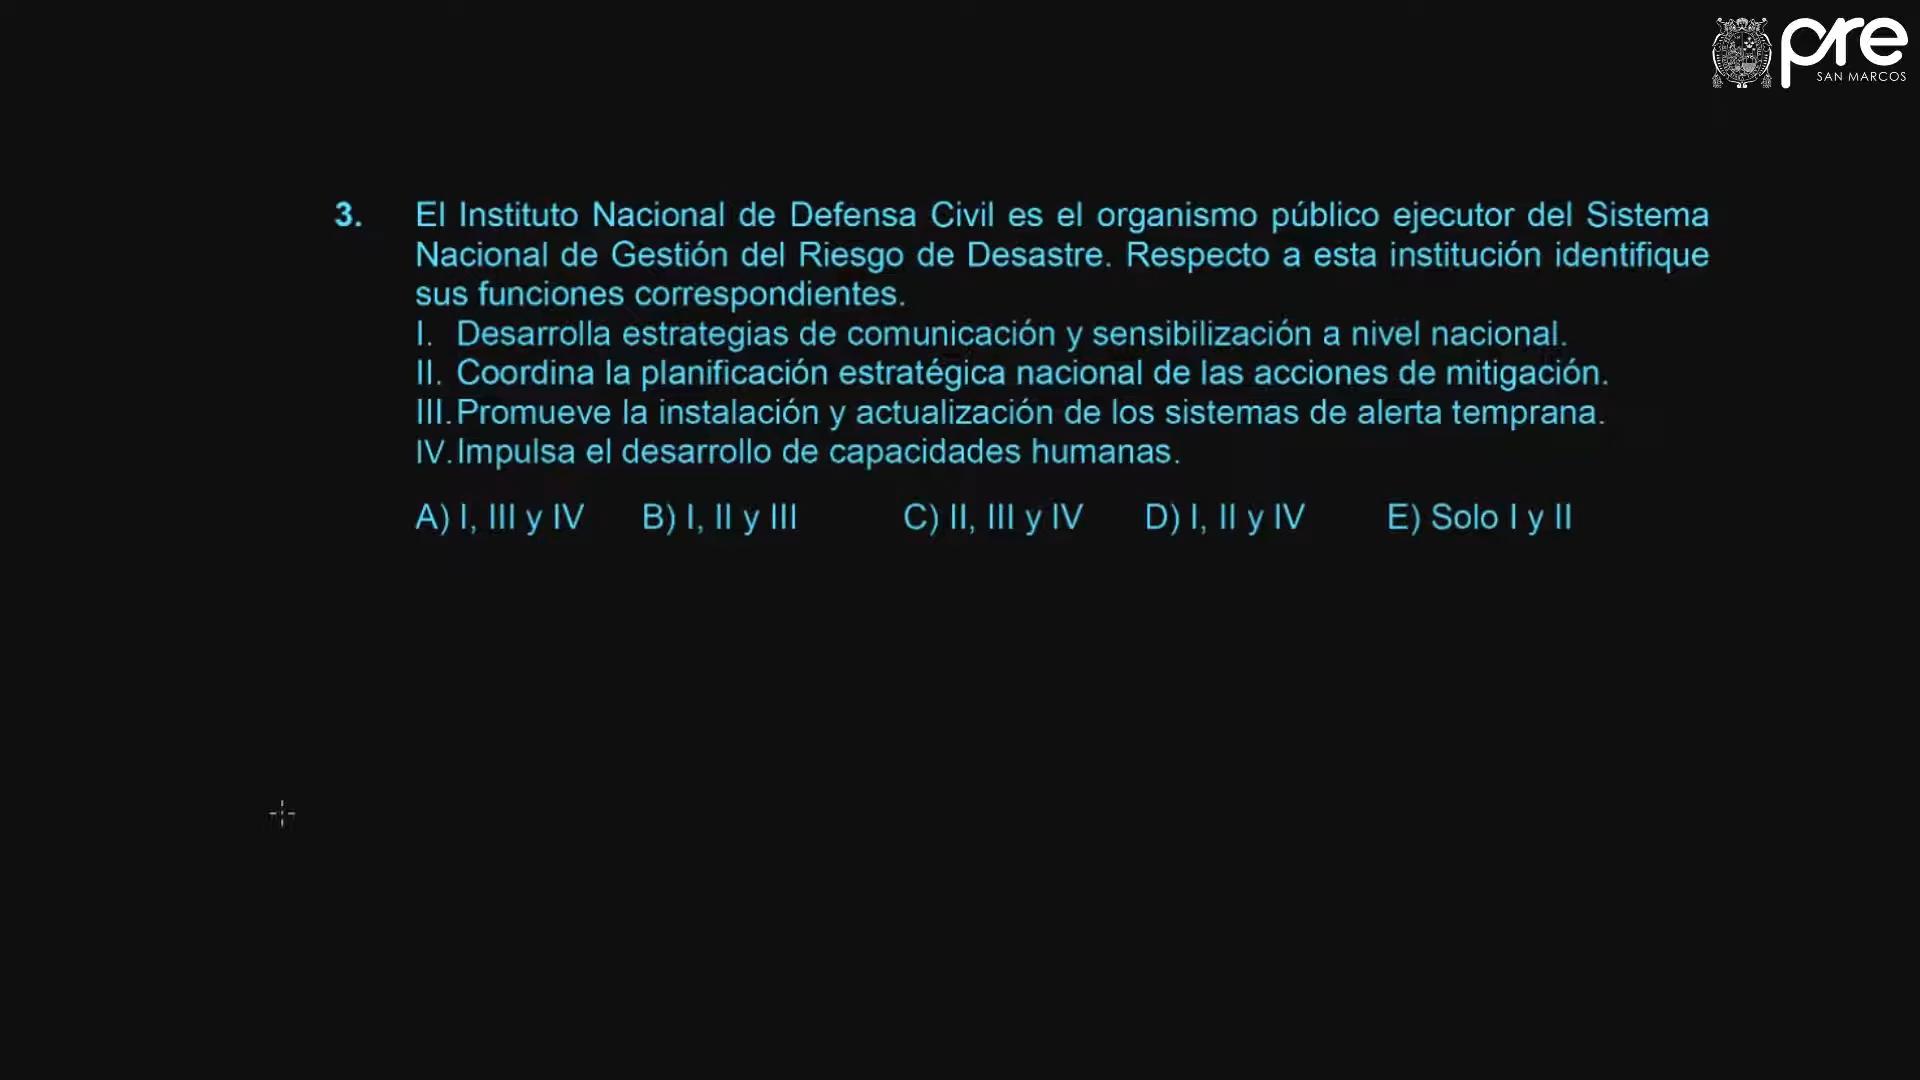 pre
SAN MARCOS
3. El Instituto Nacional de Defensa Civil es el organismo público ejecutor del Sistema
Nacional de Gestión del Riesgo de Desastre. Respecto a esta institución identifique
sus funciones correspondientes.
I. Desarrolla estrategias de comunicación y sensibilización a nivel nacional.
II. Coordina la planificación estratégica nacional de las acciones de mitigación.
III. Promueve la instalación y actualización de los sistemas de alerta temprana.
IV. Impulsa el desarrollo de capacidades humanas.
A) I, III y IV B) I, II y III C) II, III y IV D) I, II y IV E) Solo I y II